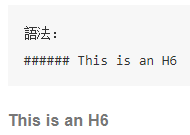 語法：
###### This is an H6
This is an H6